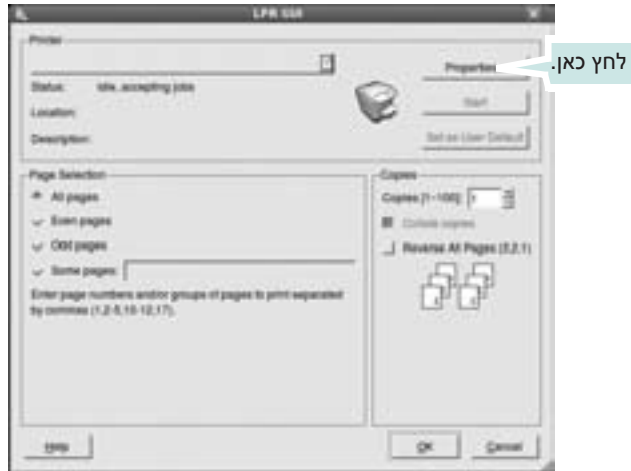 LPR GUI
Printer
Properties
לחץ כאן.
Status: Idle, accepting jobs
Start
Location:
Set as User Default
Description:
Page Selection
All pages
Even pages
Odd pages
Some pages:
Enter page numbers and/or groups of pages to print separated
by commas (1,2-5,10-12,17).
Copies
Copies [1-100]: 1
Collate copies
Reverse All Pages (3,2,1)
Help
OK
Cancel